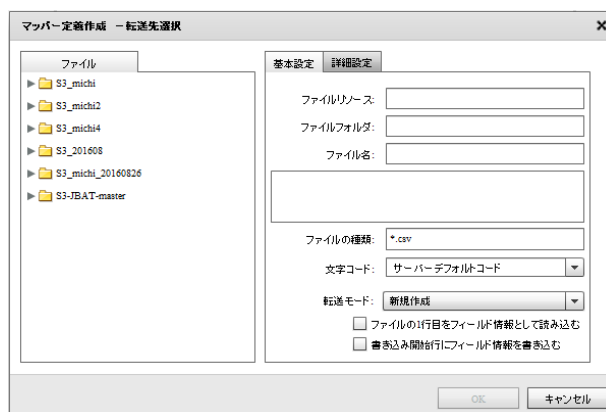 マッパー定義作成 －転送先選択
ファイル
S3_michi
S3_michi2
S3_michi4
S3_201608
S3_michi_20160826
S3-JBAT-master
基本設定 詳細設定
ファイルリソース:
ファイルフォルダ:
ファイル名:
ファイルの種類: *.csv
文字コード: サーバーデフォルトコード
転送モード: 新規作成
ファイルの1行目をフィールド情報として読み込む
書き込み開始行にフィールド情報を書き込む
OK キャンセル